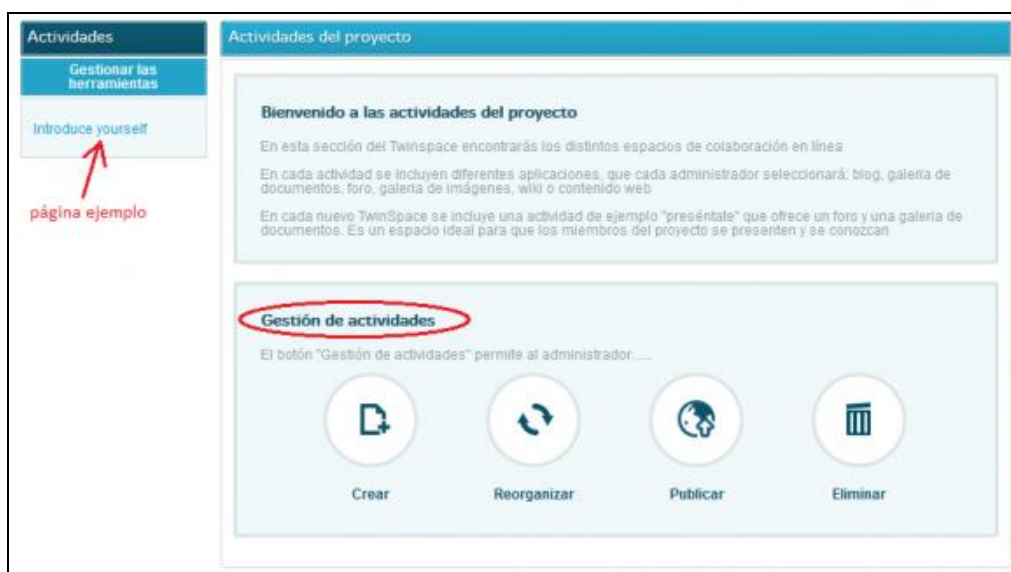 Actividades
Gestionar las
herramientas
Introduce yourself
página ejemplo
Actividades del proyecto
Bienvenido a las actividades del proyecto
En esta sección del Twinspace encontrarás los distintos espacios de colaboración en línea
En cada actividad se incluyen diferentes aplicaciones, que cada administrador seleccionará: blog, galeria de
documentos, foro, galeria de imágenes, wiki o contenido web
En cada nuevo TwinSpace se incluye una actividad de ejemplo "preséntate" que ofrece un foro y una galeria de
documentos. Es un espacio ideal para que los miembros del proyecto se presenten y se conozcan
Gestión de actividades
El botón "Gestión de actividades" permite al administrador.....
Crear
Reorganizar
Publicar
Eliminar